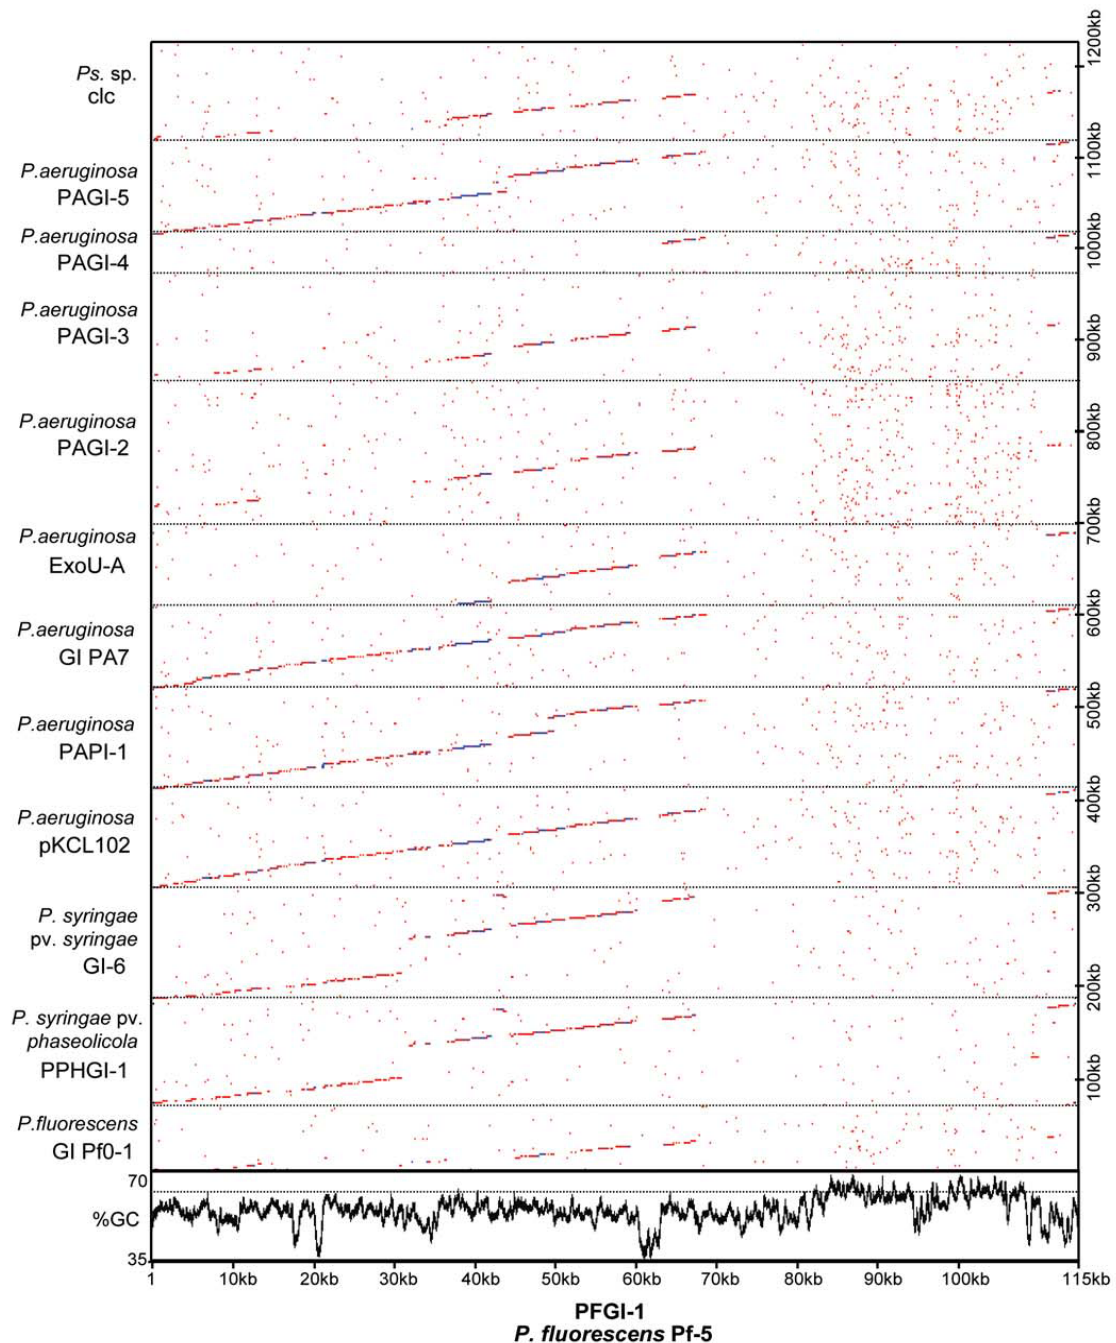 Ps. sp.
clc
P.aeruginosa
PAGI-5
P.aeruginosa
PAGI-4
P.aeruginosa
PAGI-3
P.aeruginosa
PAGI-2
P.aeruginosa
ExoU-A
P.aeruginosa
GI PA7
P.aeruginosa
PAPI-1
P.aeruginosa
pKCL102
P. syringae
pv. syringae
GI-6
P. syringae pv.
phaseolicola
PPHGI-1
P.fluorescens
GI Pf0-1
1200kb
1100kb
1000kb
900kb
800kb
700kb
600kb
500kb
400kb
300kb
200kb
100kb
70
%GC
35
1 10kb 20kb 30kb 40kb 50kb 60kb 70kb 80kb 90kb 100kb 115kb
PFGI-1
P. fluorescens Pf-5